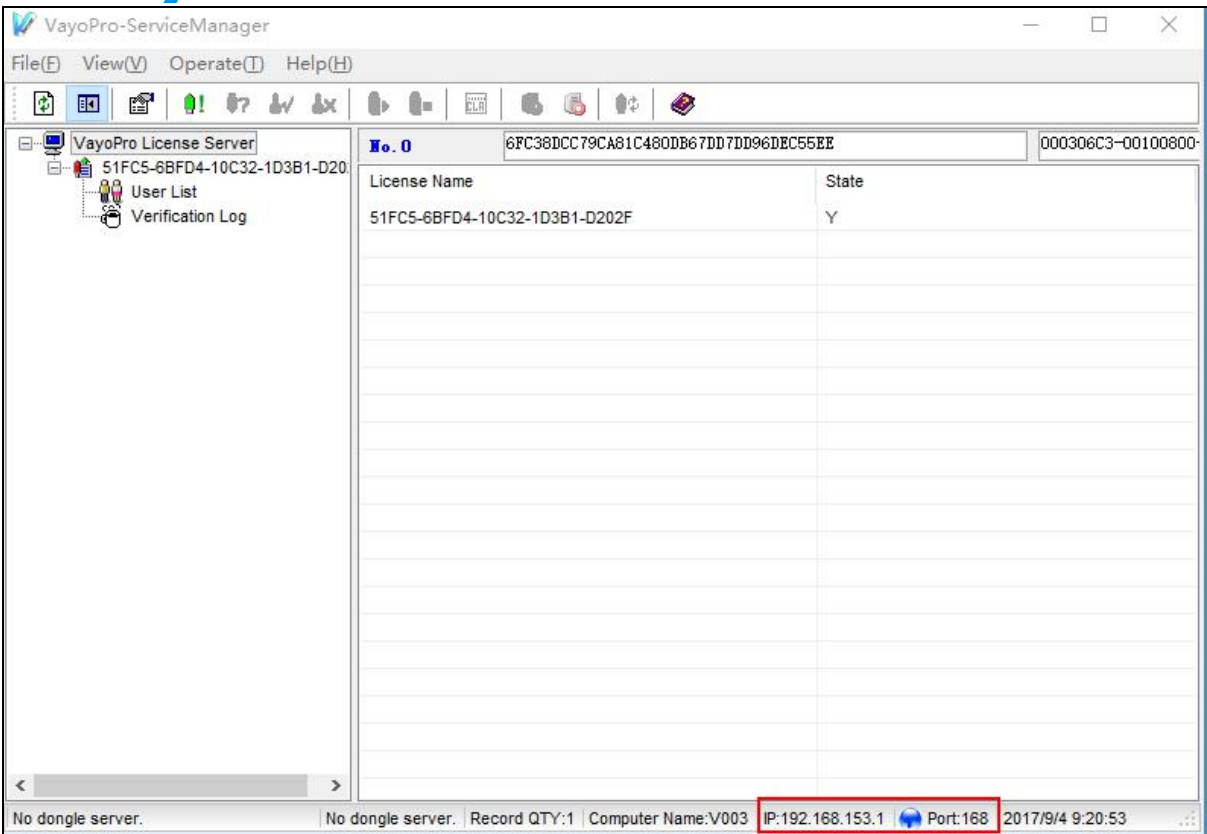 VayoPro-ServiceManager
File(F) View(V) Operate(T) Help(H)
CLR
VayoPro License Server
51FC5-6BFD4-10C32-1D3B1-D20
User List
Verification Log
No. 0 6FC38DCC79CA81C480DB67DD7DD96DEC55EE 000306C3-00100800-
License Name State
51FC5-6BFD4-10C32-1D3B1-D202F Y
No dongle server. No dongle server. Record QTY:1 Computer Name:V003 IP:192.168.153.1 Port:168 2017/9/4 9:20:53